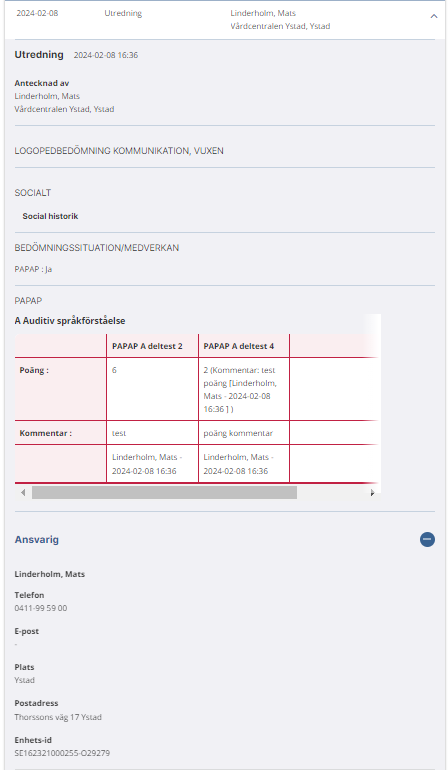 2024-02-08 Utredning Linderholm, Mats
Vårdcentralen Ystad, Ystad
Utredning 2024-02-08 16:36
Antecknad av
Linderholm, Mats
Vårdcentralen Ystad, Ystad
LOGOPEDBEDÖMNING KOMMUNIKATION, VUXEN
SOCIALT
Social historik
BEDÖMNINGSSITUATION/MEDVERKAN
PAPAP : Ja
PAPAP
A Auditiv språkförståelse
PAPAP A deltest 2 PAPAP A deltest 4
Poäng : 6 2 (Kommentar: test
poäng [Linderholm,
Mats - 2024-02-08
16:36 ] )
Kommentar : test poäng kommentar
Linderholm, Mats - Linderholm, Mats -
2024-02-08 16:36 2024-02-08 16:36
Ansvarig
Linderholm, Mats
Telefon
0411-99 59 00
E-post
-
Plats
Ystad
Postadress
Thorssons väg 17 Ystad
Enhets-id
SE162321000255-O29279